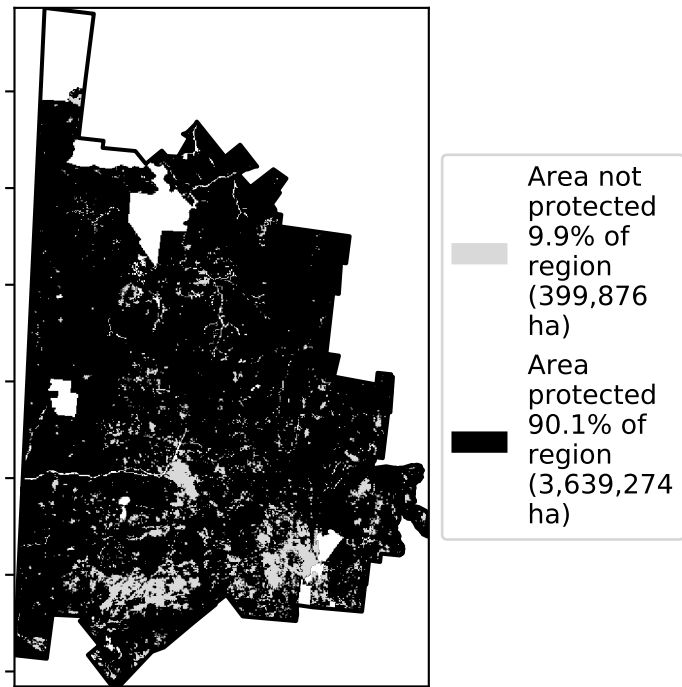 Area not
protected
9.9% of
region
(399,876
ha)
Area
protected
90.1% of
region
(3,639,274
ha)